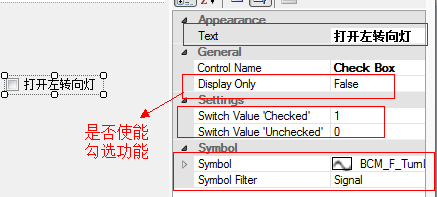 Appearance
Text 打开左转向灯
General
Control Name Check Box
打开左转向灯
Display Only False
Settings
Switch Value 'Checked' 1
是否使能
Switch Value 'Unchecked' 0
勾选功能
Symbol
Symbol BCM_F_Turnl
Symbol Filter Signal